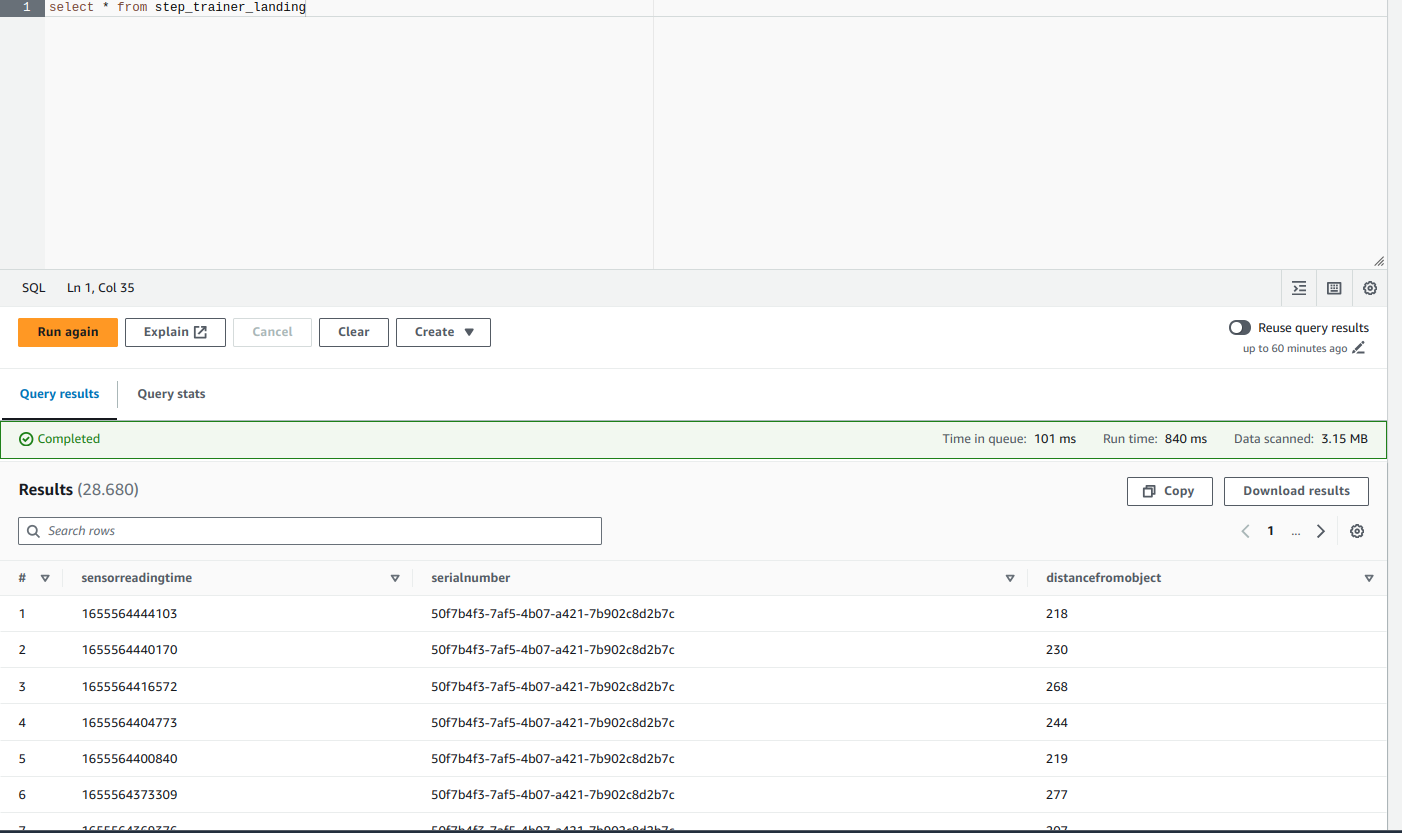 1 select * from step_trainer_landing
SQL Ln 1, Col 35
Run again Explain Cancel Clear Create
Reuse query results
up to 60 minutes ago
Query results Query stats
Completed Time in queue: 101 ms Run time: 840 ms Data scanned: 3.15 MB
Results (28.680) Copy Download results
Search rows 1 ...
# sensorreadingtime serialnumber distancefromobject
1 1655564444103 50f7b4f3-7af5-4b07-a421-7b902c8d2b7c 218
2 1655564440170 50f7b4f3-7af5-4b07-a421-7b902c8d2b7c 230
3 1655564416572 50f7b4f3-7af5-4b07-a421-7b902c8d2b7c 268
4 1655564404773 50f7b4f3-7af5-4b07-a421-7b902c8d2b7c 244
5 1655564400840 50f7b4f3-7af5-4b07-a421-7b902c8d2b7c 219
6 1655564373309 50f7b4f3-7af5-4b07-a421-7b902c8d2b7c 277